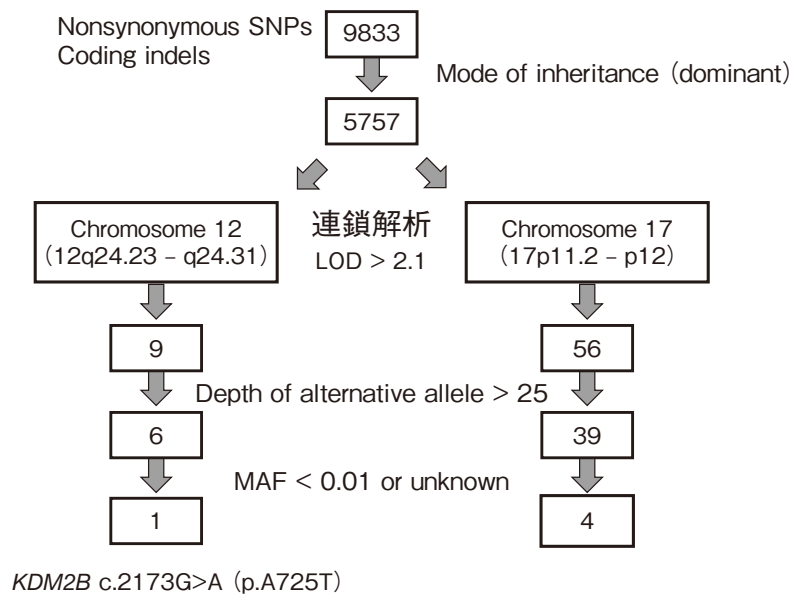 Nonsynonymous SNPs
Coding indels
9833
Mode of inheritance (dominant)
5757
Chromosome 12
(12q24.23 – q24.31)
連鎖解析
LOD > 2.1
Chromosome 17
(17p11.2 – p12)
9
56
Depth of alternative allele > 25
6
39
MAF < 0.01 or unknown
1
4
KDM2B c.2173G>A (p.A725T)